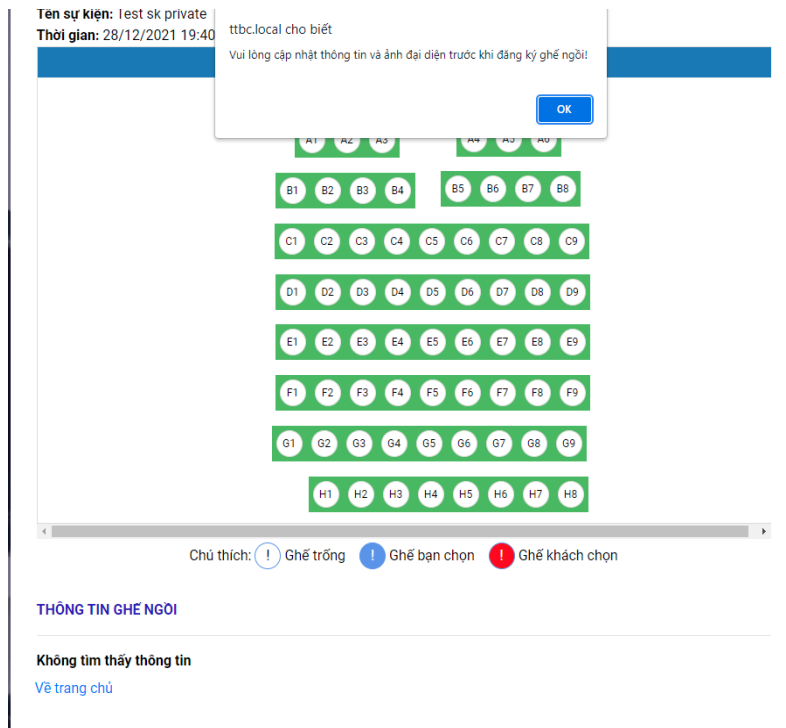 Tên sự kiện: Test sk private
Thời gian: 28/12/2021 19:40
ttbc.local cho biết
Vui lòng cập nhật thông tin và ảnh đại diện trước khi đăng ký ghế ngồi!
OK
A1 A2 A3 A4 A5 A6
B1 B2 B3 B4 B5 B6 B7 B8
C1 C2 C3 C4 C5 C6 C7 C8 C9
D1 D2 D3 D4 D5 D6 D7 D8 D9
E1 E2 E3 E4 E5 E6 E7 E8 E9
F1 F2 F3 F4 F5 F6 F7 F8 F9
G1 G2 G3 G4 G5 G6 G7 G8 G9
H1 H2 H3 H4 H5 H6 H7 H8
Chú thích: ! Ghế trống ! Ghế bạn chọn ! Ghế khách chọn
THÔNG TIN GHẾ NGỒI
Không tìm thấy thông tin
Về trang chủ